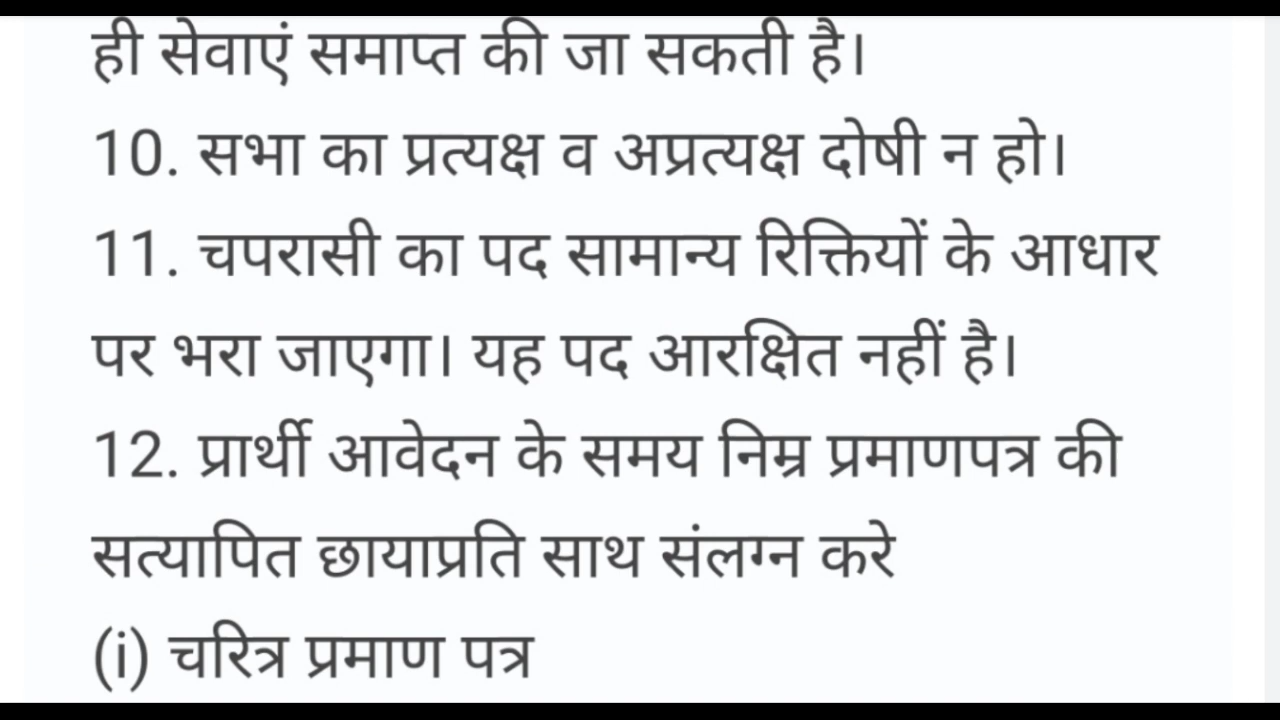 ही सेवाएं समाप्त की जा सकती है।
10. सभा का प्रत्यक्ष व अप्रत्यक्ष दोषी न हो।
11. चपरासी का पद सामान्य रिक्तियों के आधार
पर भरा जाएगा। यह पद आरक्षित नहीं है।
12. प्रार्थी आवेदन के समय निम्र प्रमाणपत्र की
सत्यापित छायाप्रति साथ संलग्न करे
(i) चरित्र प्रमाण पत्र